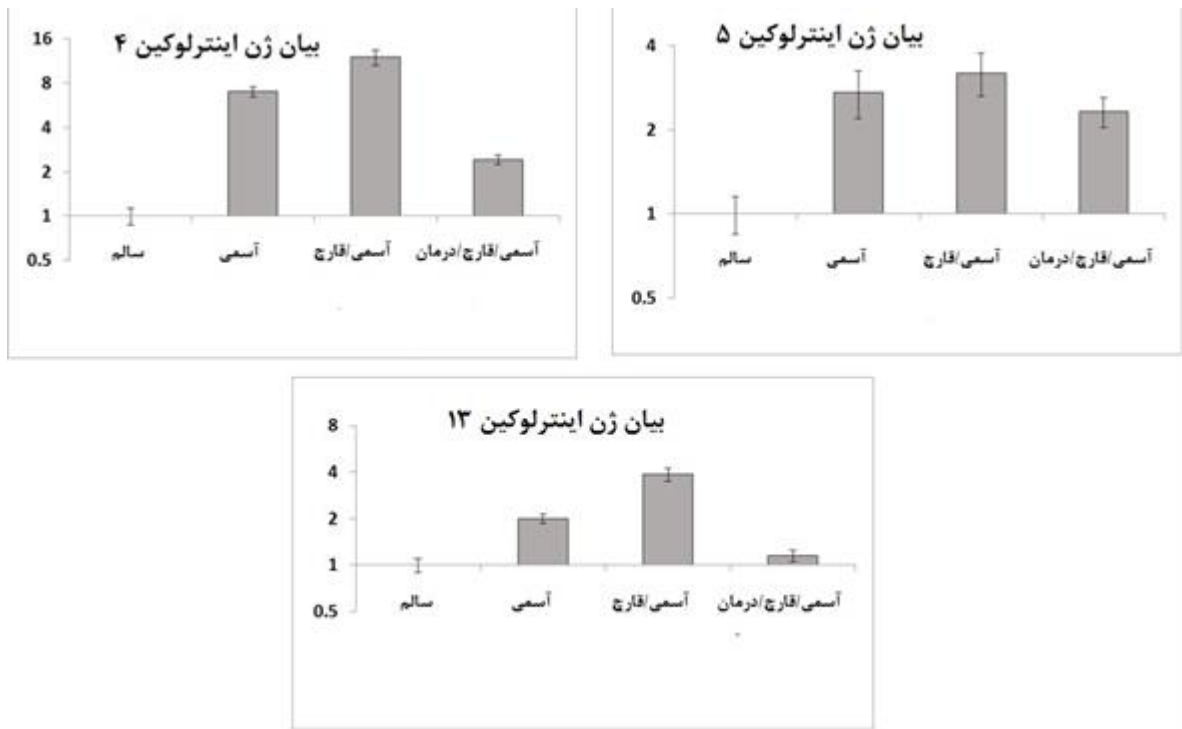 بیان ژن اینترلوکین ۴
16
8
4
2
1
0.5
سالم
آسمی
آسمی/قارچ
آسمی/قارچ/درمان
بیان ژن اینترلوکین ۵
4
2
1
0.5
سالم
آسمی
آسمی/قارچ
آسمی/قارچ/درمان
بیان ژن اینترلوکین ۱۳
8
4
2
1
0.5
سالم
آسمی
آسمی/قارچ
آسمی/قارچ/درمان